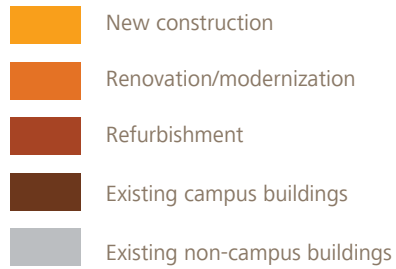 New construction
Renovation/modernization
Refurbishment
Existing campus buildings
Existing non-campus buildings